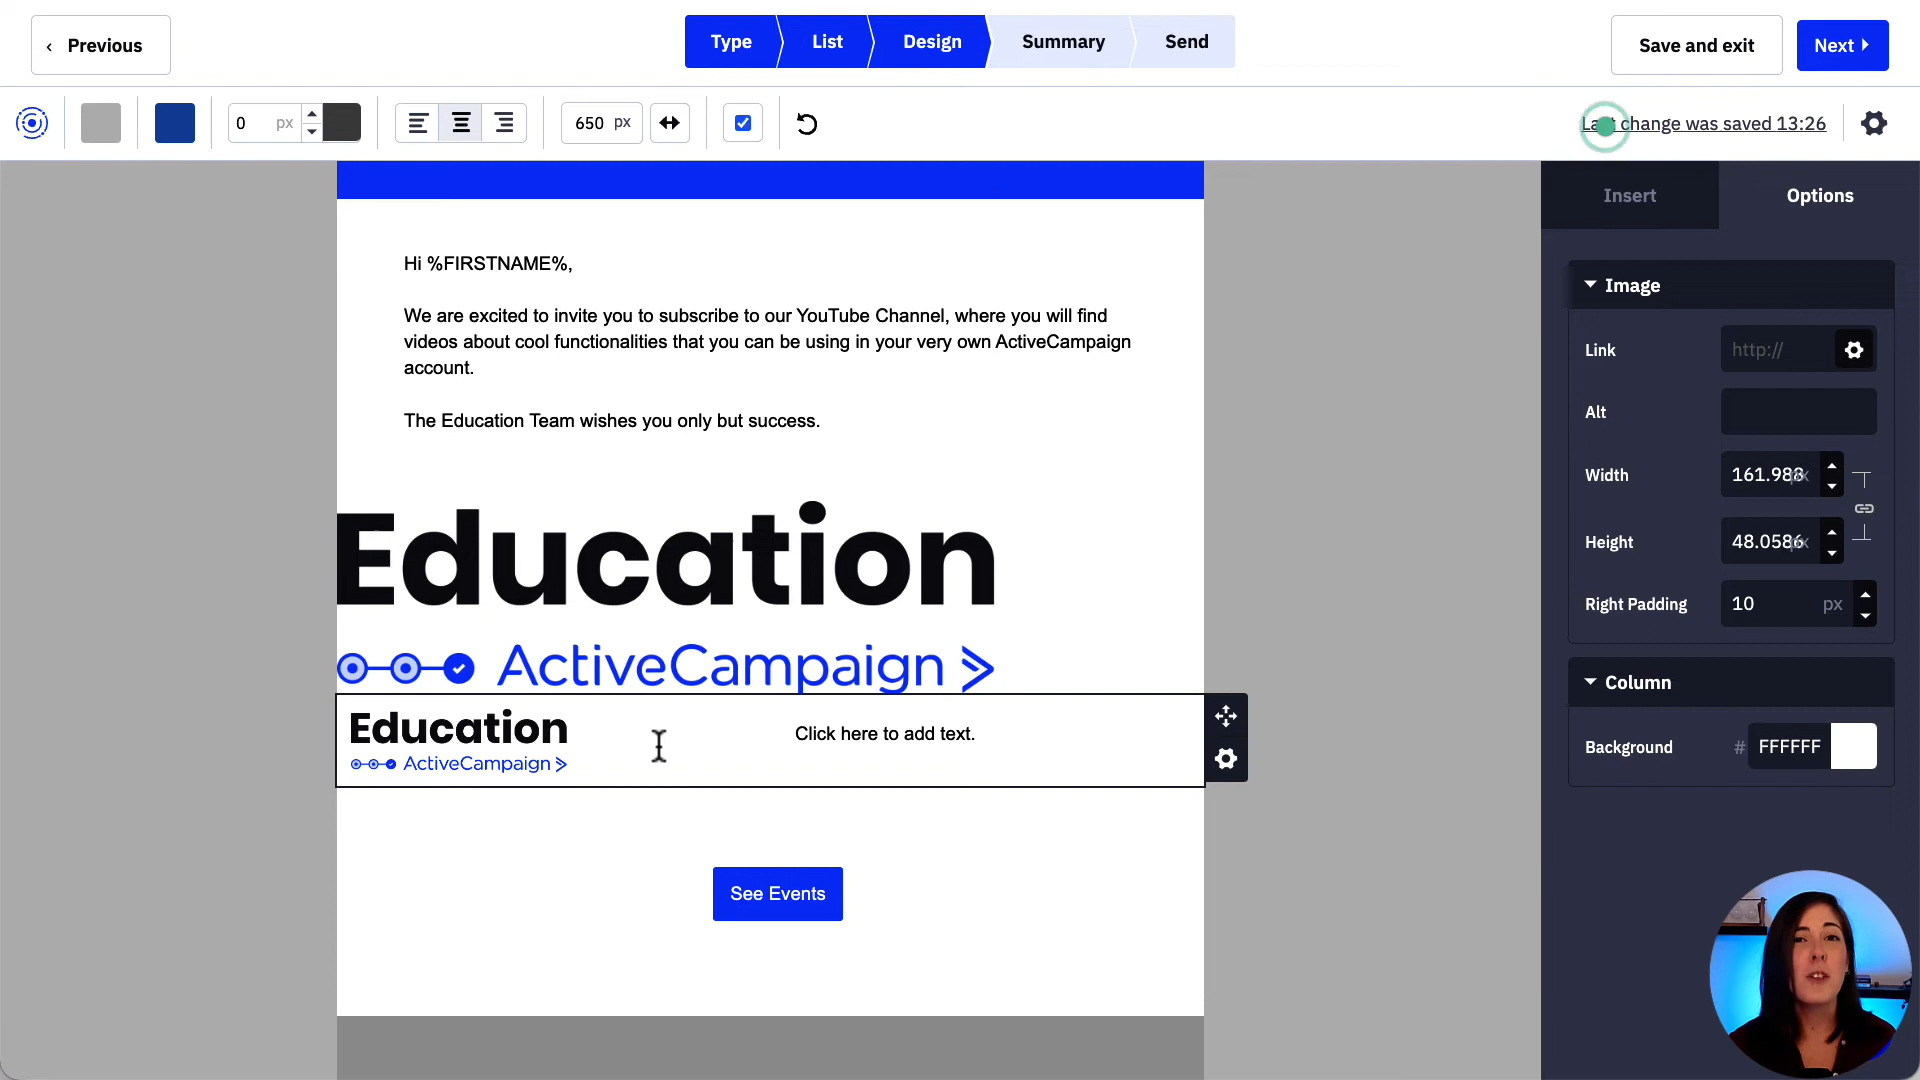 Previous
Type
List
Design
Summary
Send
Save and exit
Next
0 px
650 px
Last change was saved 13:26
Insert
Options
Hi %FIRSTNAME%,
We are excited to invite you to subscribe to our YouTube Channel, where you will find
videos about cool functionalities that you can be using in your very own ActiveCampaign
account.
The Education Team wishes you only but success.
Education
ActiveCampaign
Education
ActiveCampaign
Click here to add text.
See Events
Image
Link http://
Alt
Width 161.988 px
Height 48.0586 px
Right Padding 10 px
Column
Background # FFFFFF